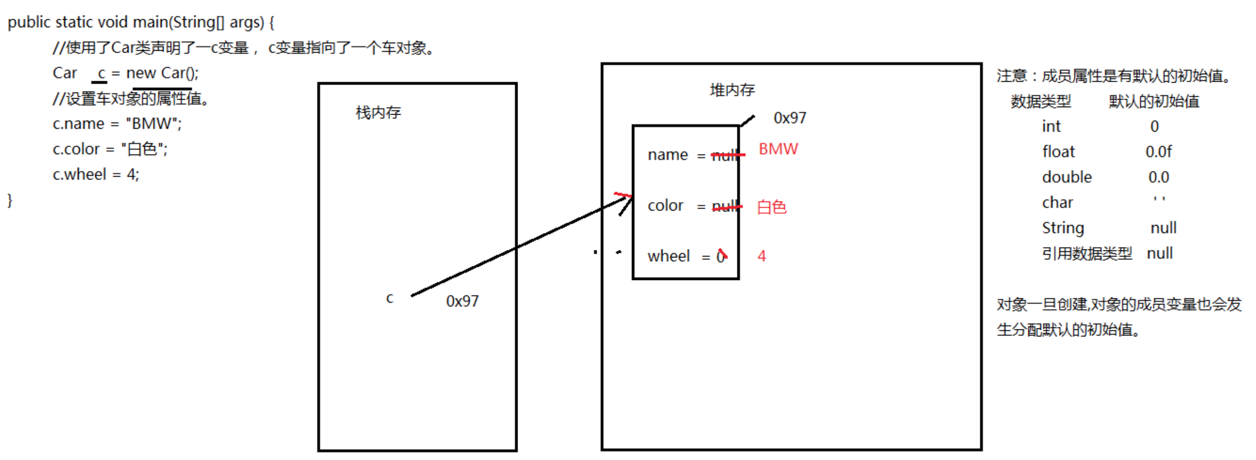 public static void main(String[] args) {
//使用了Car类声明了一c变量 ，c变量指向了一个车对象。
Car c = new Car();
//设置车对象的属性值。
c.name = "BMW";
c.color = "白色";
c.wheel = 4;
}
栈内存
c 0x97
堆内存
0x97
name = null BMW
color = null 白色
wheel = 0 4
注意：成员属性是有默认的初始值。
数据类型 默认的初始值
int 0
float 0.0f
double 0.0
char ' '
String null
引用数据类型 null
对象一旦创建,对象的成员变量也会发
生分配默认的初始值。